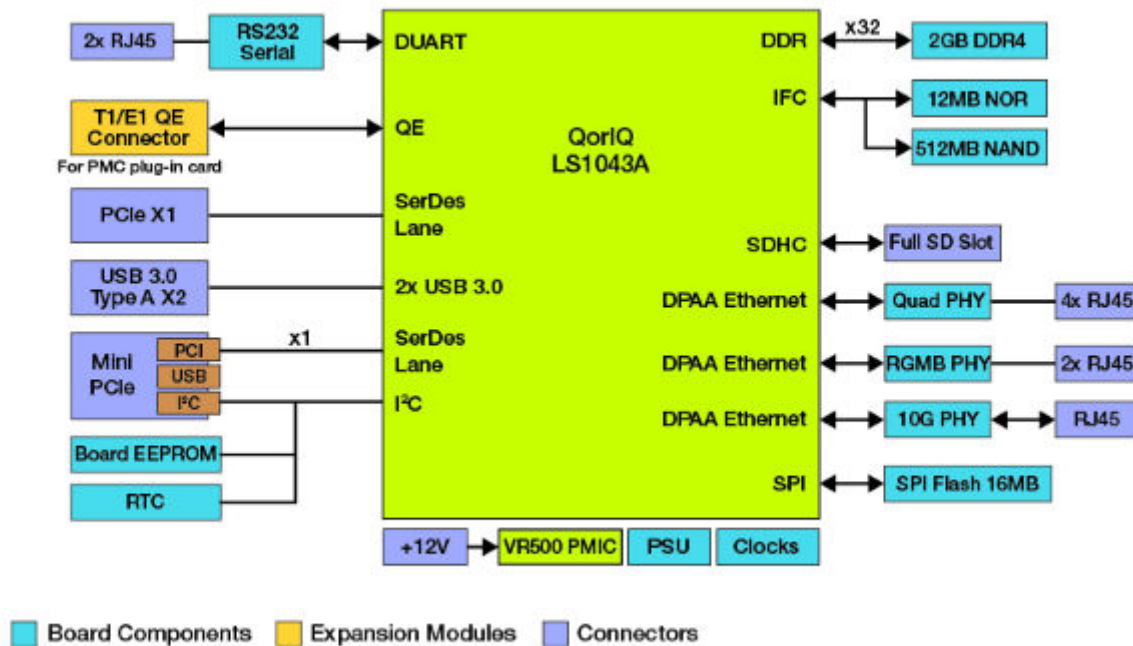 2x RJ45
RS232
Serial
DUART
T1/E1 QE
Connector
QE
For PMC plug-in card
PCIe X1
SerDes
Lane
USB 3.0
Type A X2
2x USB 3.0
Mini
PCIe
PCI
USB
I²C
x1
SerDes
Lane
I²C
Board EEPROM
RTC
QorIQ
LS1043A
DDR
x32
2GB DDR4
IFC
12MB NOR
512MB NAND
SDHC
Full SD Slot
DPAA Ethernet
Quad PHY
4x RJ45
DPAA Ethernet
RGMB PHY
2x RJ45
DPAA Ethernet
10G PHY
RJ45
SPI
SPI Flash 16MB
+12V
VR500 PMIC
PSU
Clocks
Board Components
Expansion Modules
Connectors